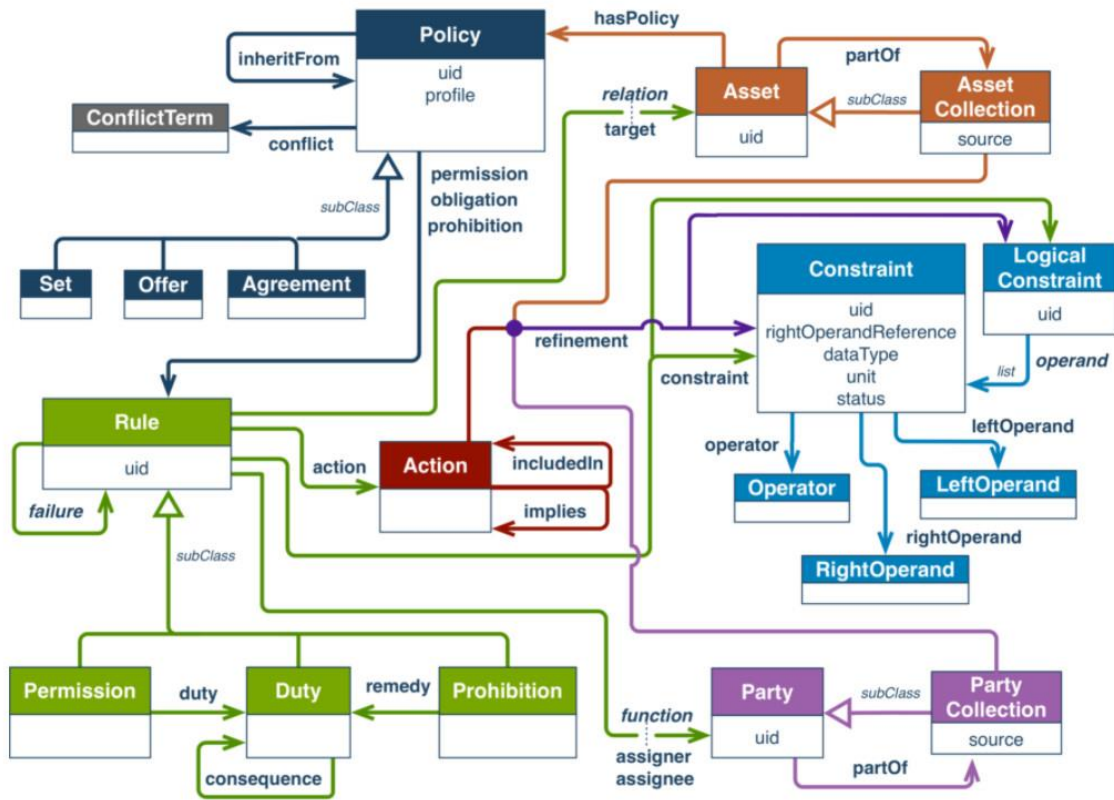 Policy
uid
profile
inheritFrom
ConflictTerm
conflict
hasPolicy
partOf
Asset
uid
subClass
Asset
Collection
source
relation
target
permission
obligation
prohibition
subClass
Set
Offer
Agreement
Constraint
uid
rightOperandReference
dataType
unit
status
Logical
Constraint
uid
refinement
constraint
list
operand
Rule
uid
failure
action
Action
includedIn
implies
operator
leftOperand
Operator
LeftOperand
rightOperand
RightOperand
subClass
Permission
duty
Duty
remedy
Prohibition
consequence
function
assigner
assignee
Party
uid
subClass
Party
Collection
source
partOf